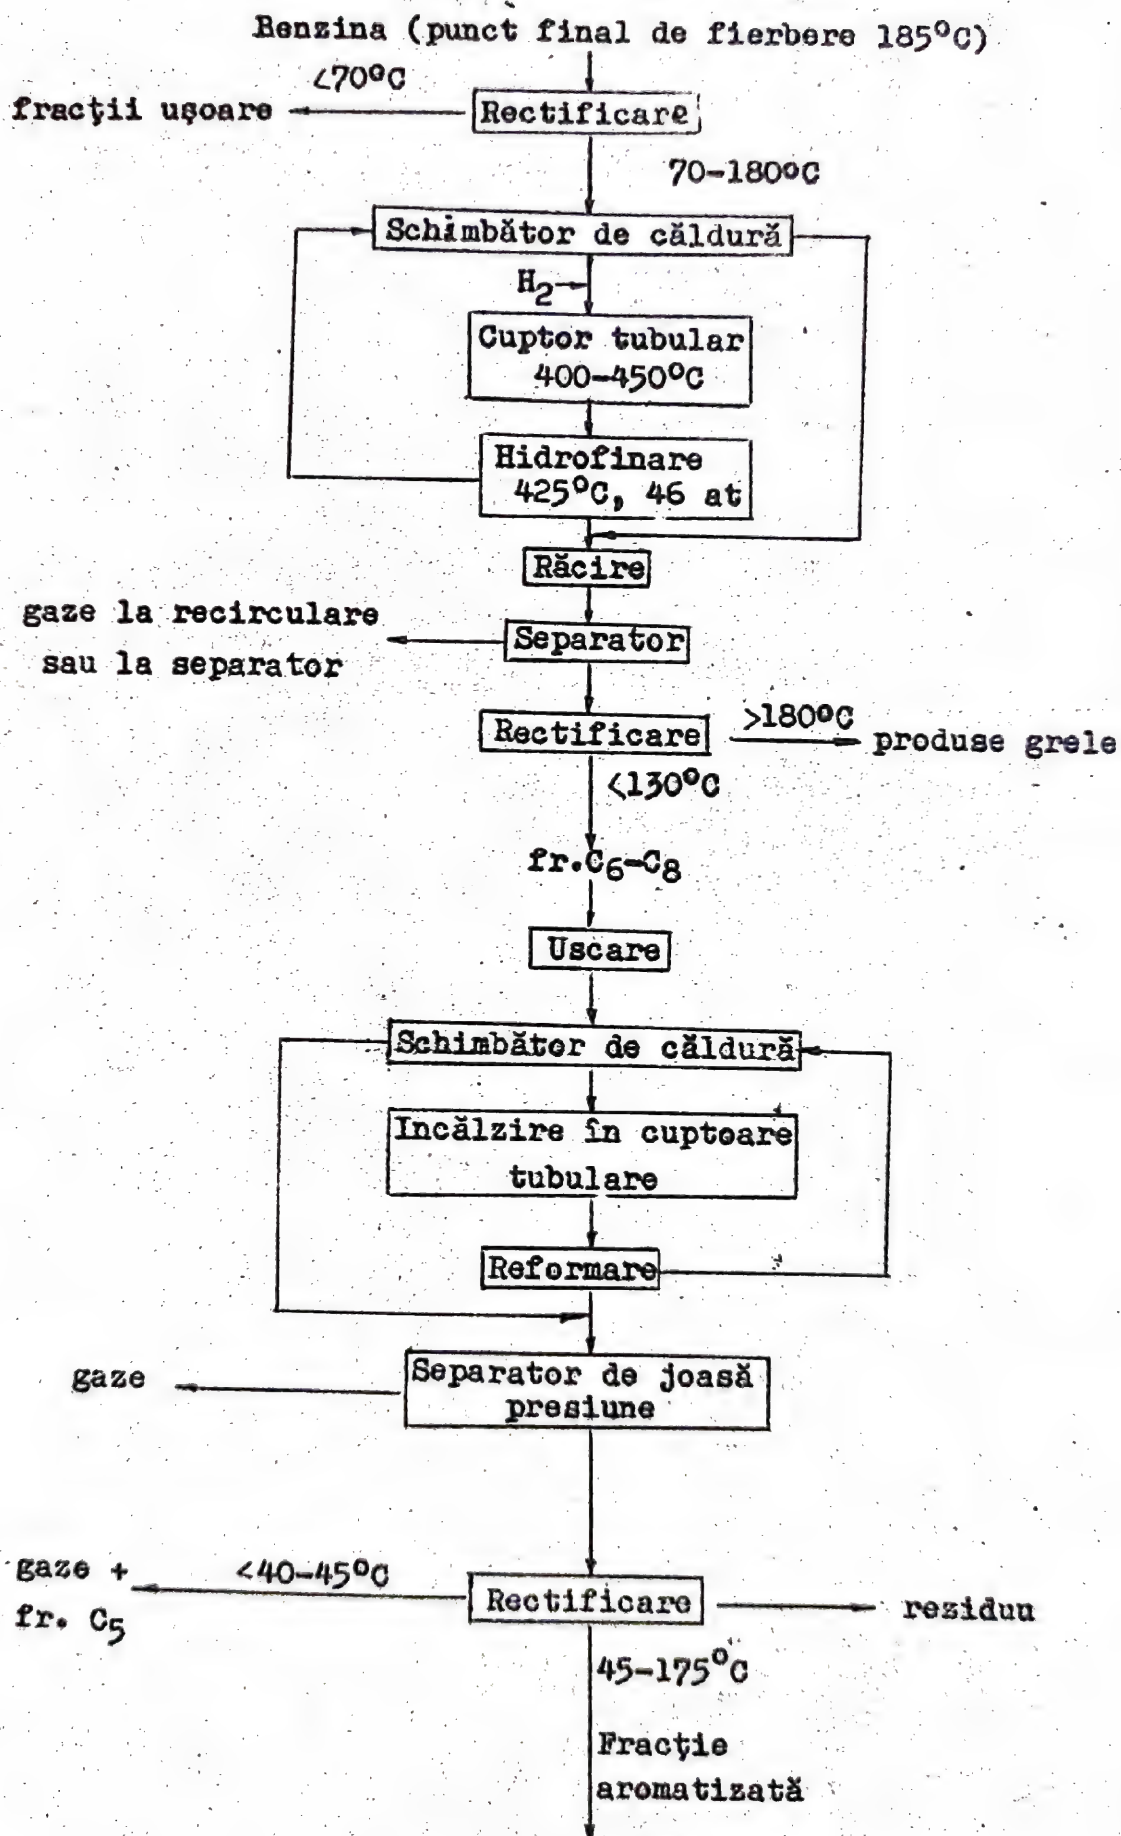 Benzina (punct final de fierbere 185°C)
<70°C
fracţii uşoare
Rectificare
70-180°C
Schimbător de căldură
H2
Cuptor tubular
400-450°C
Hidrofinare
425°C, 46 at
Răcire
gaze la recirculare
sau la separator
Separator
Rectificare
>180°C
produse grele
<130°C
fr.C6-C8
Uscare
Schimbător de căldură
Incălzire în cuptoare
tubulare
Reformare
gaze
Separator de joasă
presiune
gaze +
fr. C5
<40-45°C
Rectificare
reziduu
45-175°C
Fracţie
aromatizată